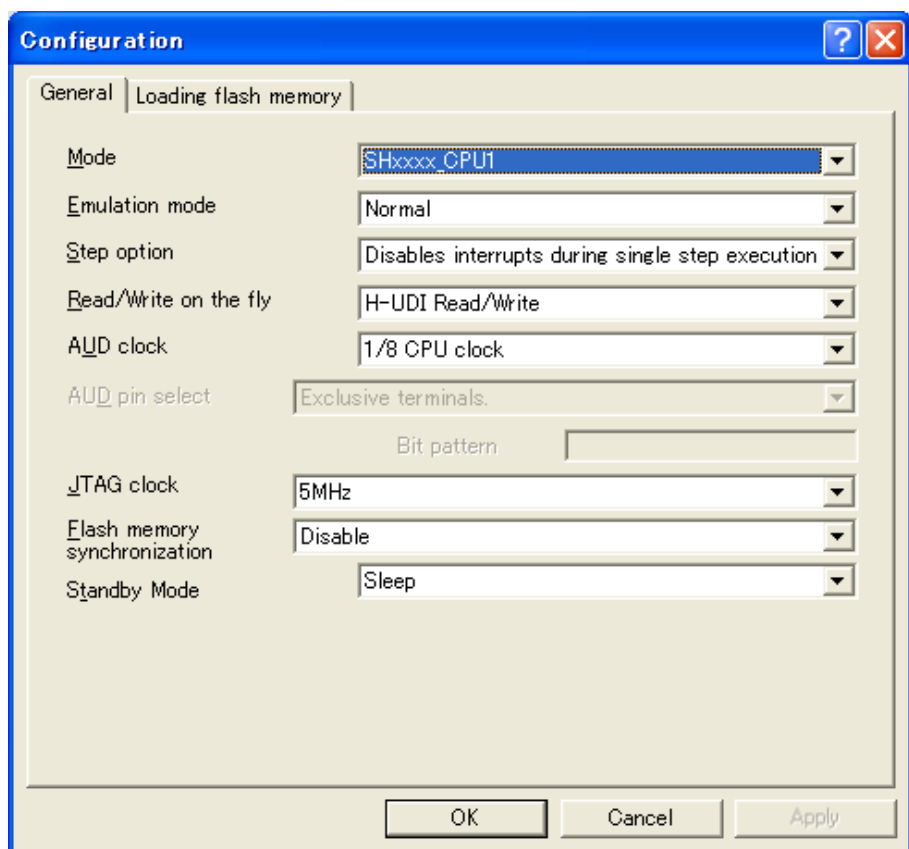 Configuration
General
Loading flash memory
Mode
SHxxxx_CPU1
Emulation mode
Normal
Step option
Disables interrupts during single step execution
Read/Write on the fly
H-UDI Read/Write
AUD clock
1/8 CPU clock
AUD pin select
Exclusive terminals.
Bit pattern
JTAG clock
5MHz
Flash memory
synchronization
Disable
Standby Mode
Sleep
OK
Cancel
Apply